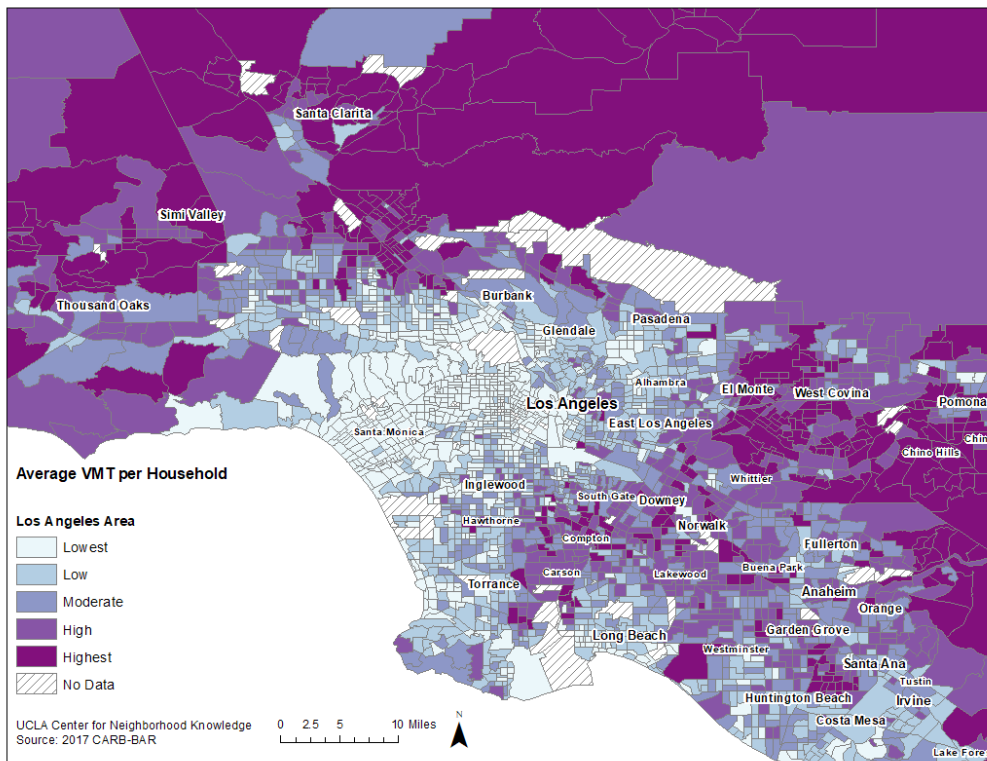 Santa Clarita
Simi Valley
Thousand Oaks
Burbank
Pasadena
Glendale
Alhambra
El Monte
West Covina
Pomona
Los Angeles
East Los Angeles
Santa Monica
Chino Hills
Whittier
Inglewood
South Gate
Downey
Hawthorne
Norwalk
Compton
Fullerton
Buena Park
Carson
Lakewood
Torrance
Anaheim
Orange
Long Beach
Garden Grove
Westminster
Santa Ana
Tustin
Huntington Beach
Irvine
Costa Mesa
Average VMT per Household
Los Angeles Area
Lowest
Low
Moderate
High
Highest
No Data
UCLA Center for Neighborhood Knowledge
Source: 2017 CARB-BAR
0 2.5 5 10 Miles
N
Chin
Lake Fores